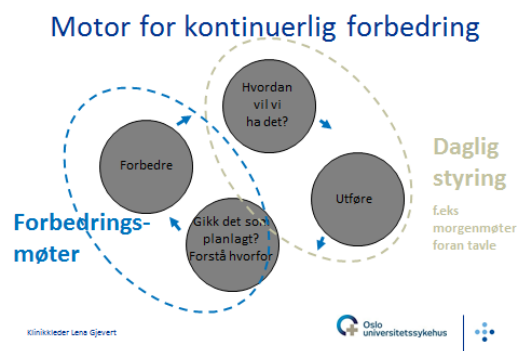 Motor for kontinuerlig forbedring
Hvordan
vil vi
ha det?
Forbedre
Utføre
Daglig
styring
f.eks
morgenmøter
foran tavle
Gikk det som
planlagt?
Forstå hvorfor
Forbedrings-
møter
Klinikkleder Lena Gjevert
Oslo
universitetssykehus